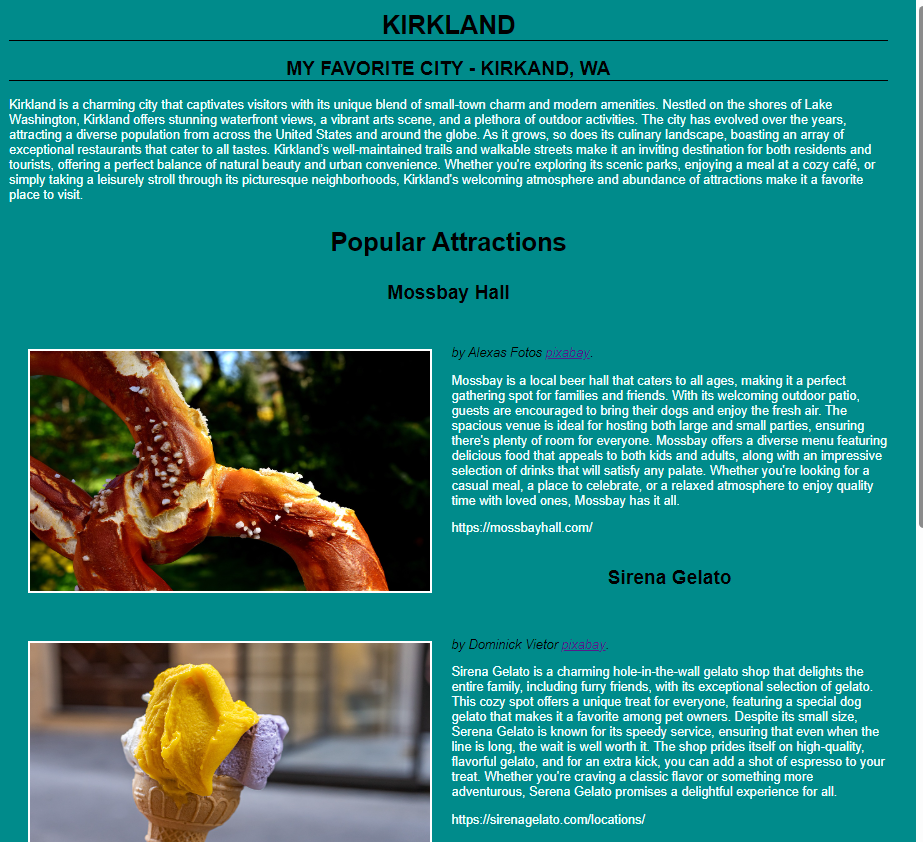 KIRKLAND
MY FAVORITE CITY - KIRKAND, WA
Kirkland is a charming city that captivates visitors with its unique blend of small-town charm and modern amenities. Nestled on the shores of Lake
Washington, Kirkland offers stunning waterfront views, a vibrant arts scene, and a plethora of outdoor activities. The city has evolved over the years,
attracting a diverse population from across the United States and around the globe. As it grows, so does its culinary landscape, boasting an array of
exceptional restaurants that cater to all tastes. Kirkland's well-maintained trails and walkable streets make it an inviting destination for both residents and
tourists, offering a perfect balance of natural beauty and urban convenience. Whether you're exploring its scenic parks, enjoying a meal at a cozy café, or
simply taking a leisurely stroll through its picturesque neighborhoods, Kirkland's welcoming atmosphere and abundance of attractions make it a favorite
place to visit.
Popular Attractions
Mossbay Hall
by Alexas Fotos pixabay.
Mossbay is a local beer hall that caters to all ages, making it a perfect
gathering spot for families and friends. With its welcoming outdoor patio,
guests are encouraged to bring their dogs and enjoy the fresh air. The
spacious venue is ideal for hosting both large and small parties, ensuring
there's plenty of room for everyone. Mossbay offers a diverse menu featuring
delicious food that appeals to both kids and adults, along with an impressive
selection of drinks that will satisfy any palate. Whether you're looking for a
casual meal, a place to celebrate, or a relaxed atmosphere to enjoy quality
time with loved ones, Mossbay has it all.
https://mossbayhall.com/
Sirena Gelato
by Dominick Vietor pixabay.
Sirena Gelato is a charming hole-in-the-wall gelato shop that delights the
entire family, including furry friends, with its exceptional selection of gelato.
This cozy spot offers a unique treat for everyone, featuring a special dog
gelato that makes it a favorite among pet owners. Despite its small size,
Serena Gelato is known for its speedy service, ensuring that even when the
line is long, the wait is well worth it. The shop prides itself on high-quality,
flavorful gelato, and for an extra kick, you can add a shot of espresso to your
treat. Whether you're craving a classic flavor or something more
adventurous, Serena Gelato promises a delightful experience for all.
https://sirenagelato.com/locations/